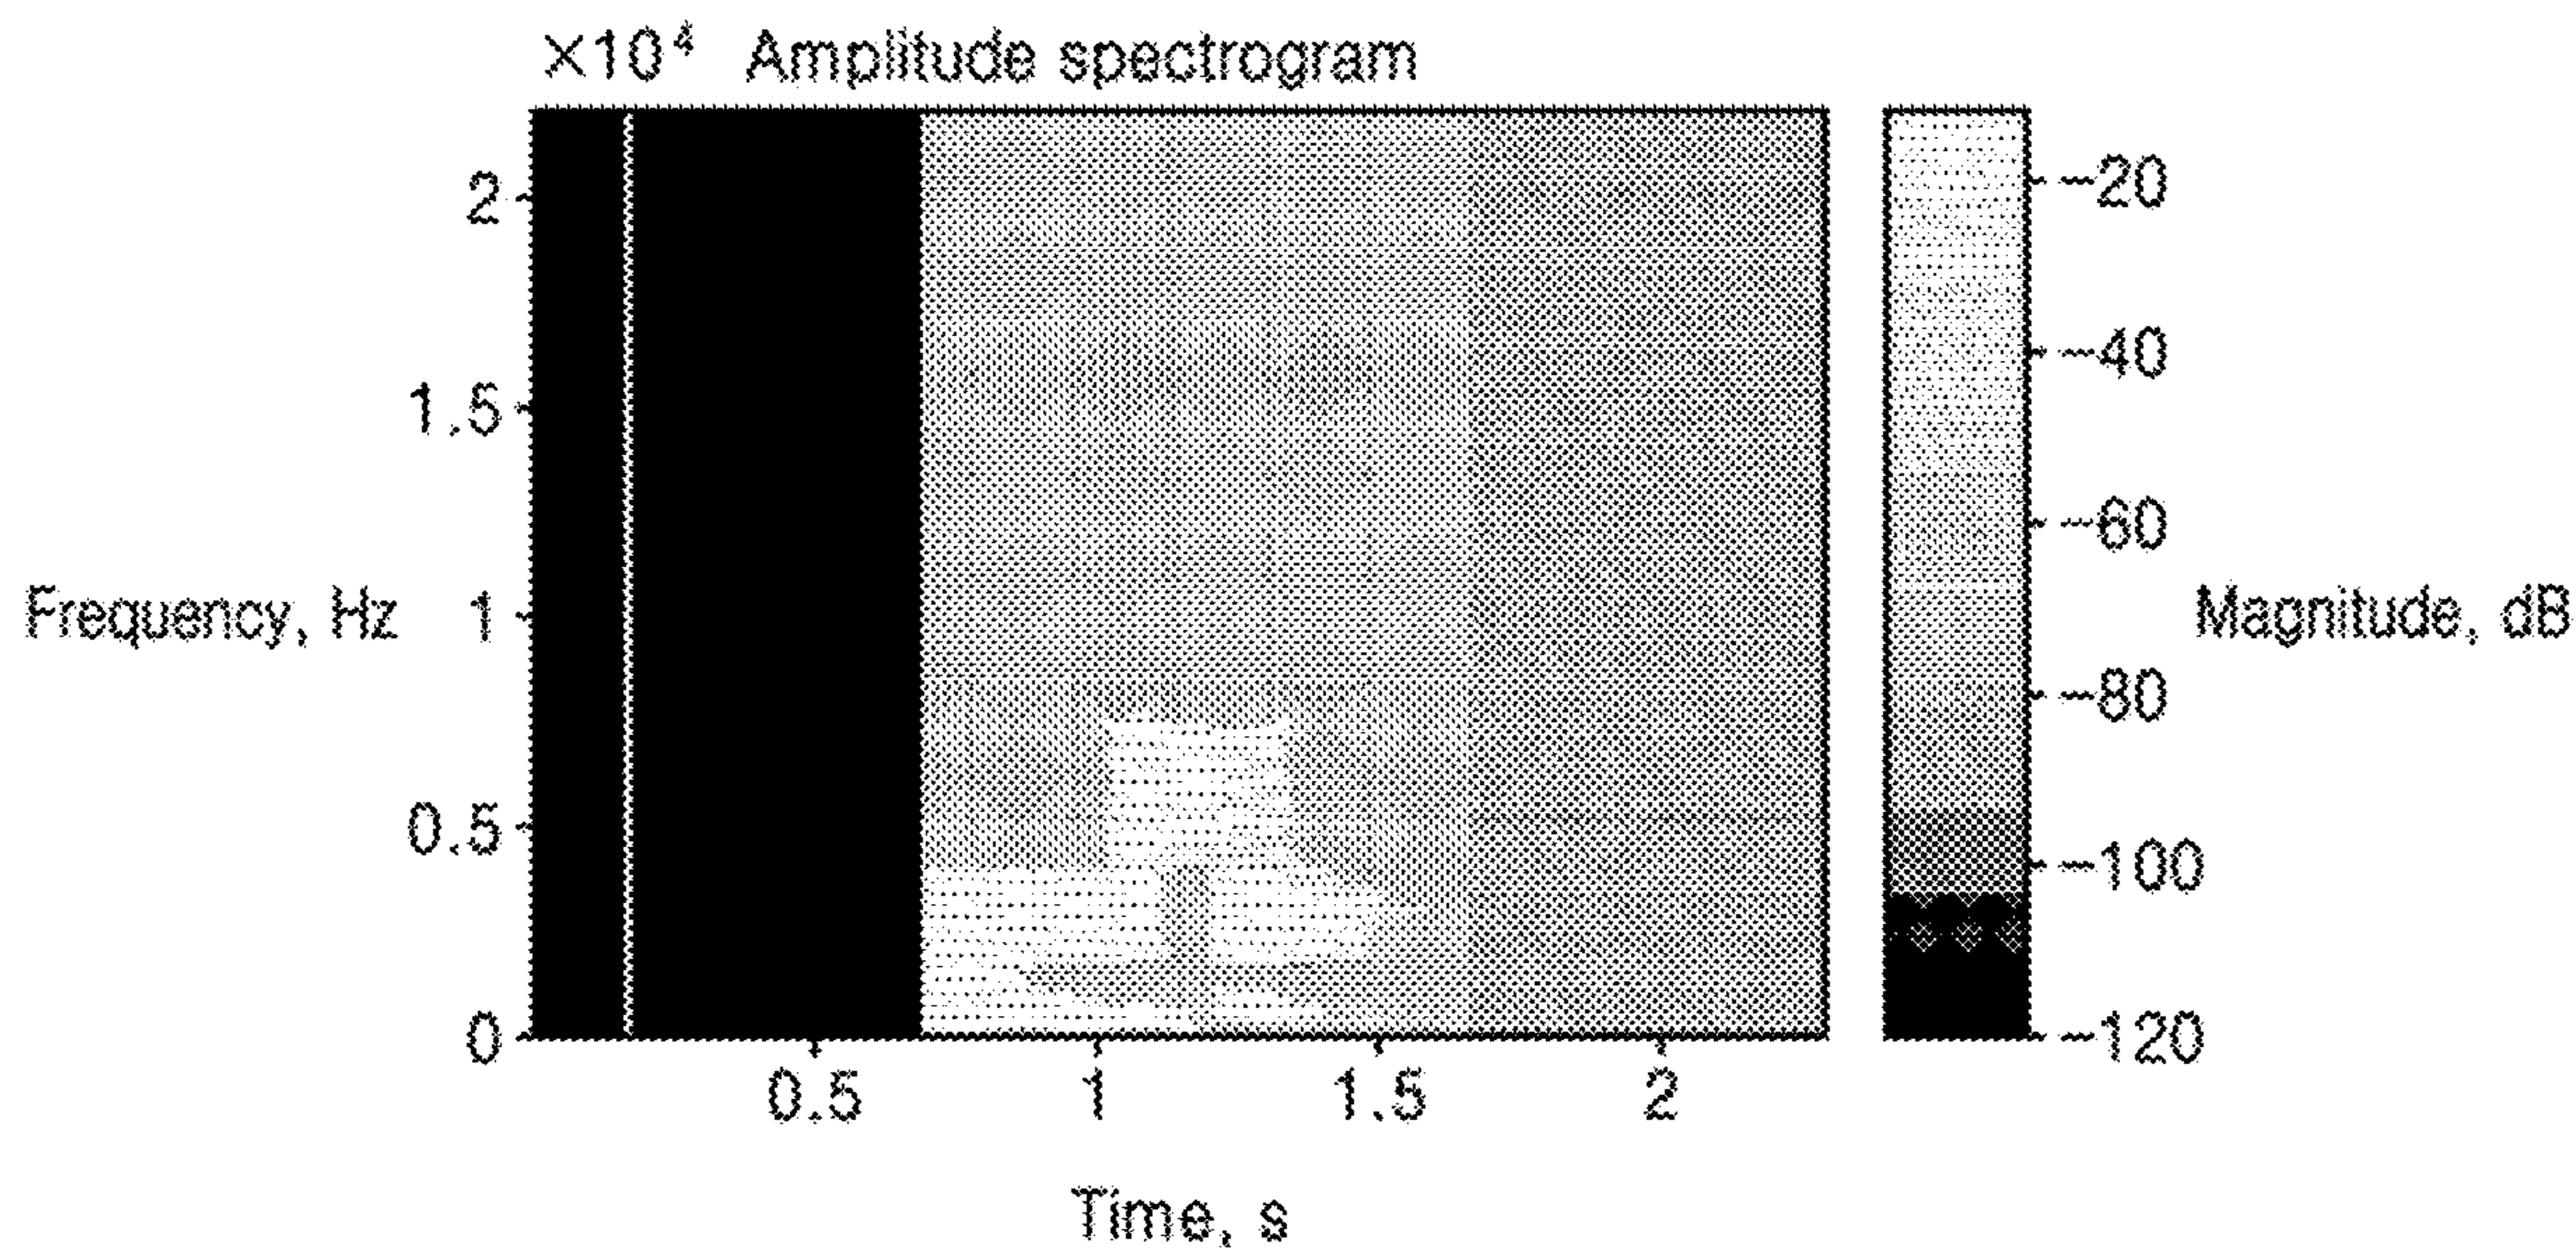 ×10⁴ Amplitude spectrogram
2
1.5
Frequency, Hz 1
0.5
0
0.5 1 1.5 2
Time, s
−20
−40
−60
−80
−100
−120
Magnitude, dB